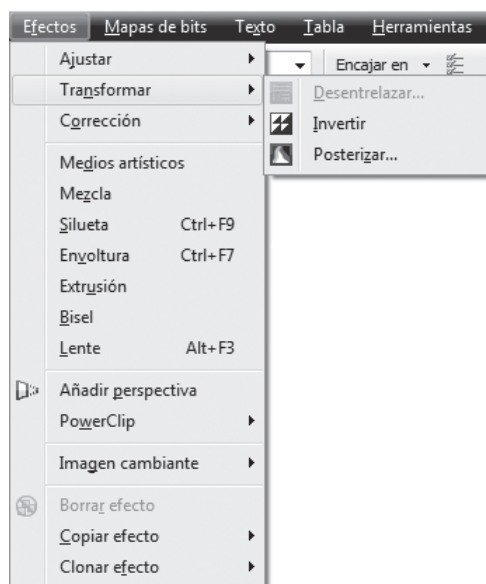 Efectos Mapas de bits Texto Tabla Herramientas
Ajustar
Encajar en
Transformar
Desentrelazar...
Corrección
Invertir
Posterizar...
Medios artísticos
Mezcla
Silueta Ctrl+F9
Envoltura Ctrl+F7
Extrusión
Bisel
Lente Alt+F3
Añadir perspectiva
PowerClip
Imagen cambiante
Borrar efecto
Copiar efecto
Clonar efecto